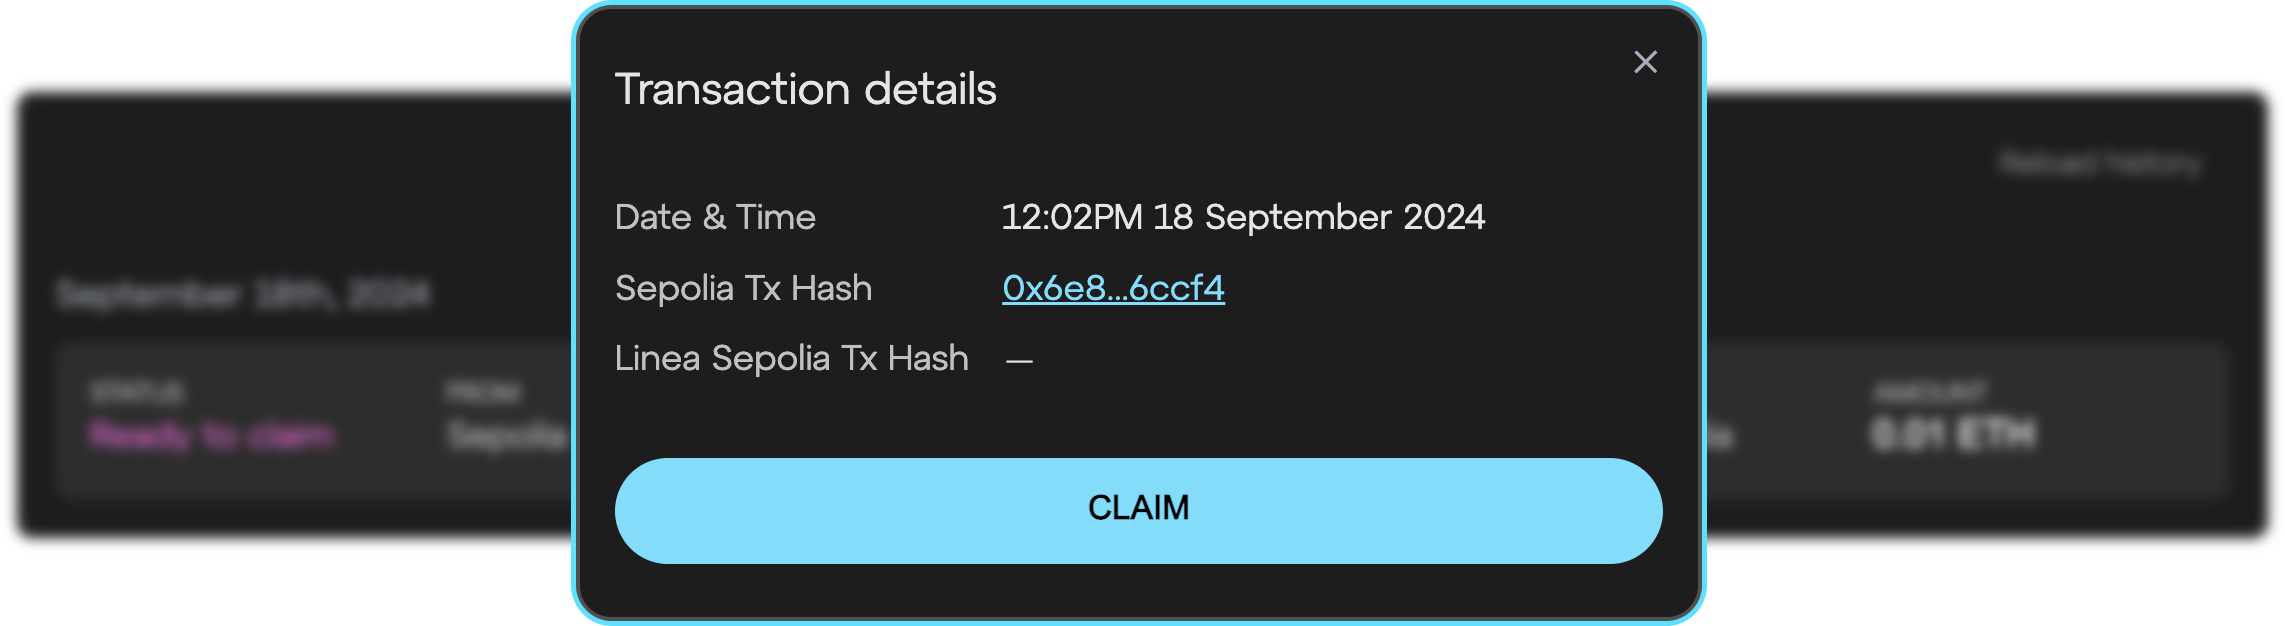 Transaction details
Date & Time 12:02PM 18 September 2024
Sepolia Tx Hash 0x6e8...6ccf4
Linea Sepolia Tx Hash —
CLAIM
Reload history
September 18th, 2024
STATUS FROM AMOUNT
Ready to claim Sepolia 0.01 ETH